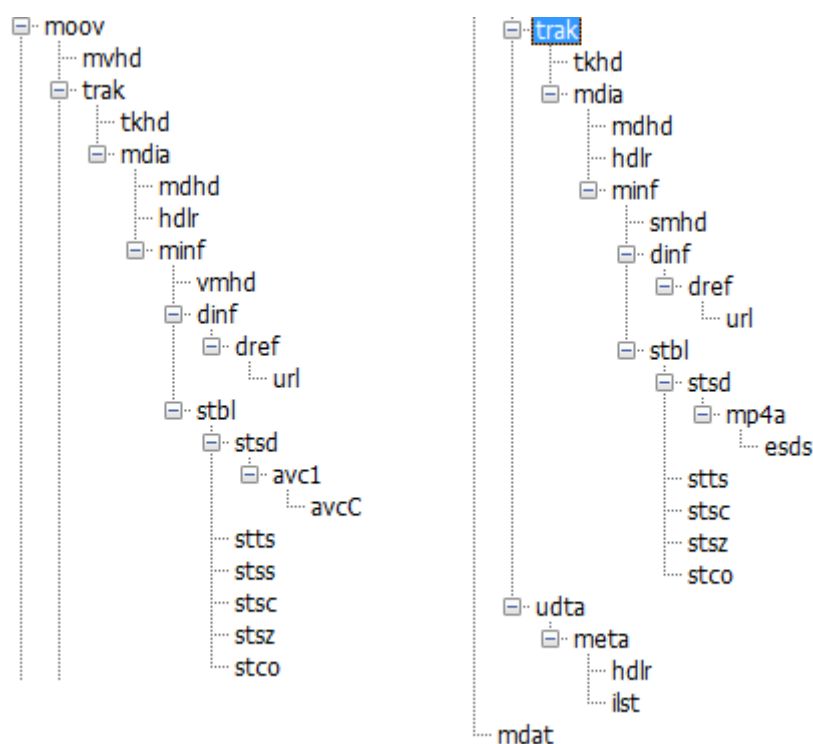 moov
mvhd
trak
tkhd
mdia
mdhd
hdlr
minf
vmhd
dinf
dref
url
stbl
stsd
avc1
avcC
stts
stss
stsc
stsz
stco
trak
tkhd
mdia
mdhd
hdlr
minf
smhd
dinf
dref
url
stbl
stsd
mp4a
esds
stts
stsc
stsz
stco
udta
meta
hdlr
ilst
mdat